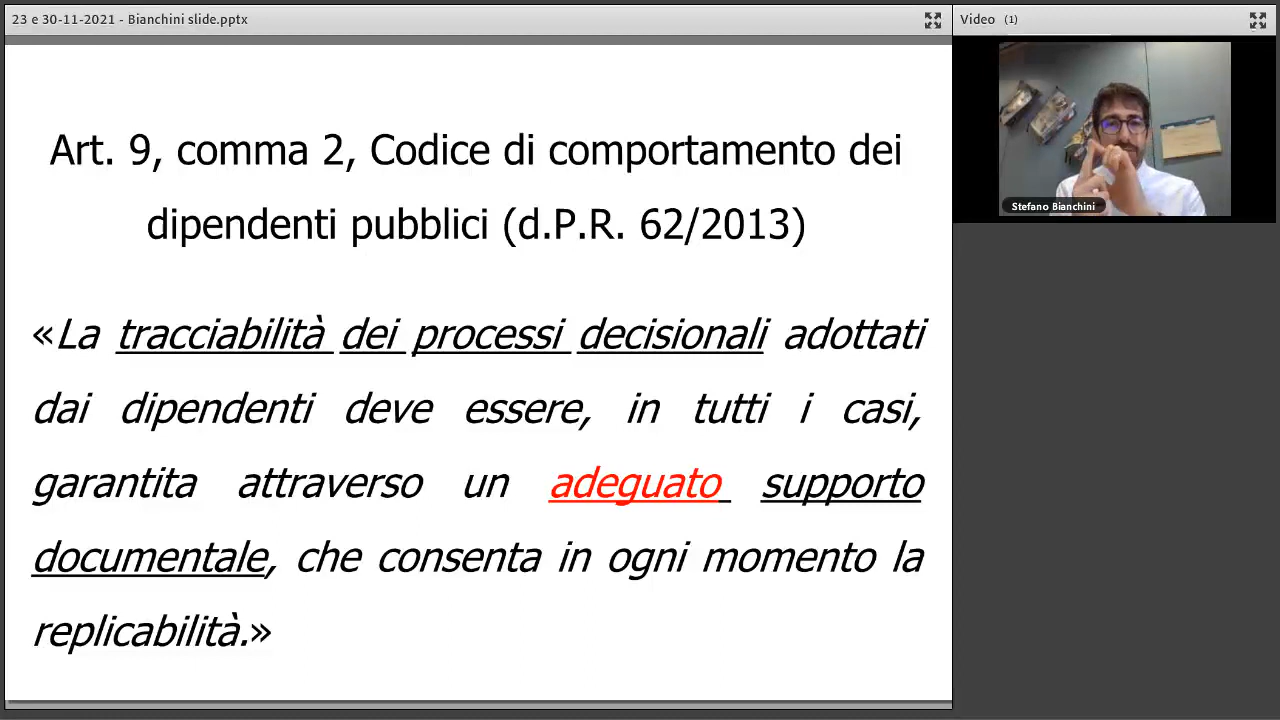 23 e 30-11-2021 - Bianchini slide.pptx
Video (1)
Stefano Bianchini
Art. 9, comma 2, Codice di comportamento dei
dipendenti pubblici (d.P.R. 62/2013)
«La tracciabilità dei processi decisionali adottati
dai dipendenti deve essere, in tutti i casi,
garantita attraverso un adeguato supporto
documentale, che consenta in ogni momento la
replicabilità.»